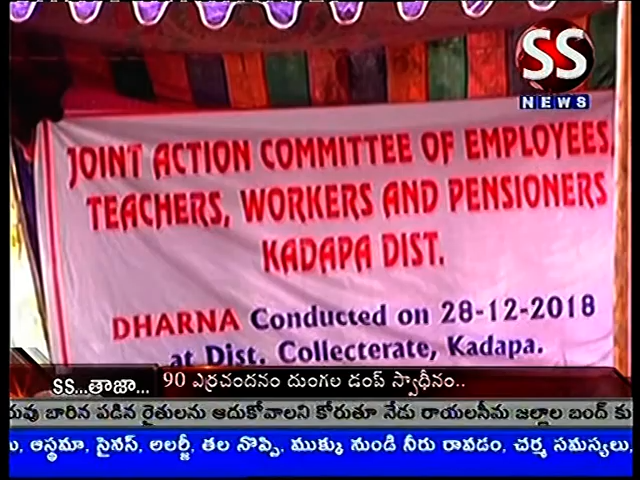 SS
NEWS
JOINT ACTION COMMITTEE OF EMPLOYEES,
TEACHERS, WORKERS AND PENSIONERS
KADAPA DIST.
DHARNA Conducted on 28-12-2018
at Dist. Collecterate, Kadapa.
SS...తాజా... 90 ఎర్రచందనం దుంగల డంప్ స్వాధీనం..
బారిన పడిన రైతులను ఆదుకోవాలని కోరుతూ నేడు రాయలసీమ జిల్లాల బంద్ కు
, ఆస్థమా, సైనస్, అలర్జీ, తల నొప్పి, ముక్కు నుండి నీరు రావడం, చర్మ సమస్యలు,